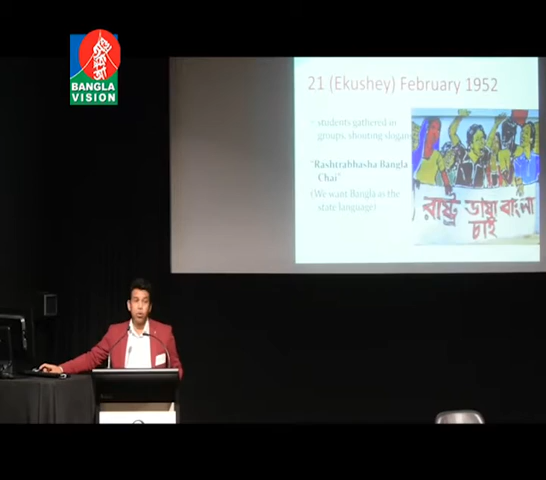 BANGLA
VISION
21 (Ekushey) February 1952
– students gathered in
groups, shouting slogans
"Rashtrabhasha Bangla
Chai"
(We want Bangla as the
state language)
রাষ্ট্র ভাষা বাংলা
চাই